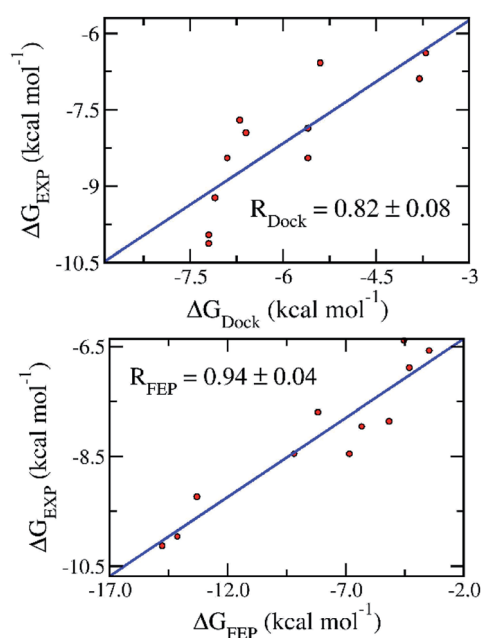 -6
-7.5
-9
-10.5
ΔG_EXP (kcal mol⁻¹)
R_Dock = 0.82 ± 0.08
-7.5 -6 -4.5 -3
ΔG_Dock (kcal mol⁻¹)
-6.5
-8.5
-10.5
ΔG_EXP (kcal mol⁻¹)
R_FEP = 0.94 ± 0.04
-17.0 -12.0 -7.0 -2.0
ΔG_FEP (kcal mol⁻¹)